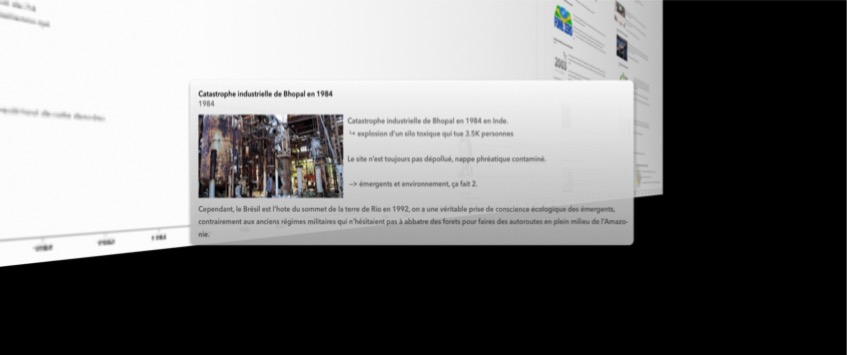 Catastrophe industrielle de Bhopal en 1984
1984
Catastrophe industrielle de Bhopal en 1984 en Inde.
↳ explosion d'un silo toxique qui tue 3.5K personnes
Le site n'est toujours pas dépollué, nappe phréatique contaminé.
–> émergents et environnement, ça fait 2.
Cependant, le Brésil est l'hote du sommet de la terre de Rio en 1992, on a une véritable prise de conscience écologique des émergents,
contrairement aux anciens régimes militaires qui n'hésitaient pas à abbatre des forets pour faires des autoroutes en plein milieu de l'Amazo-
nie.